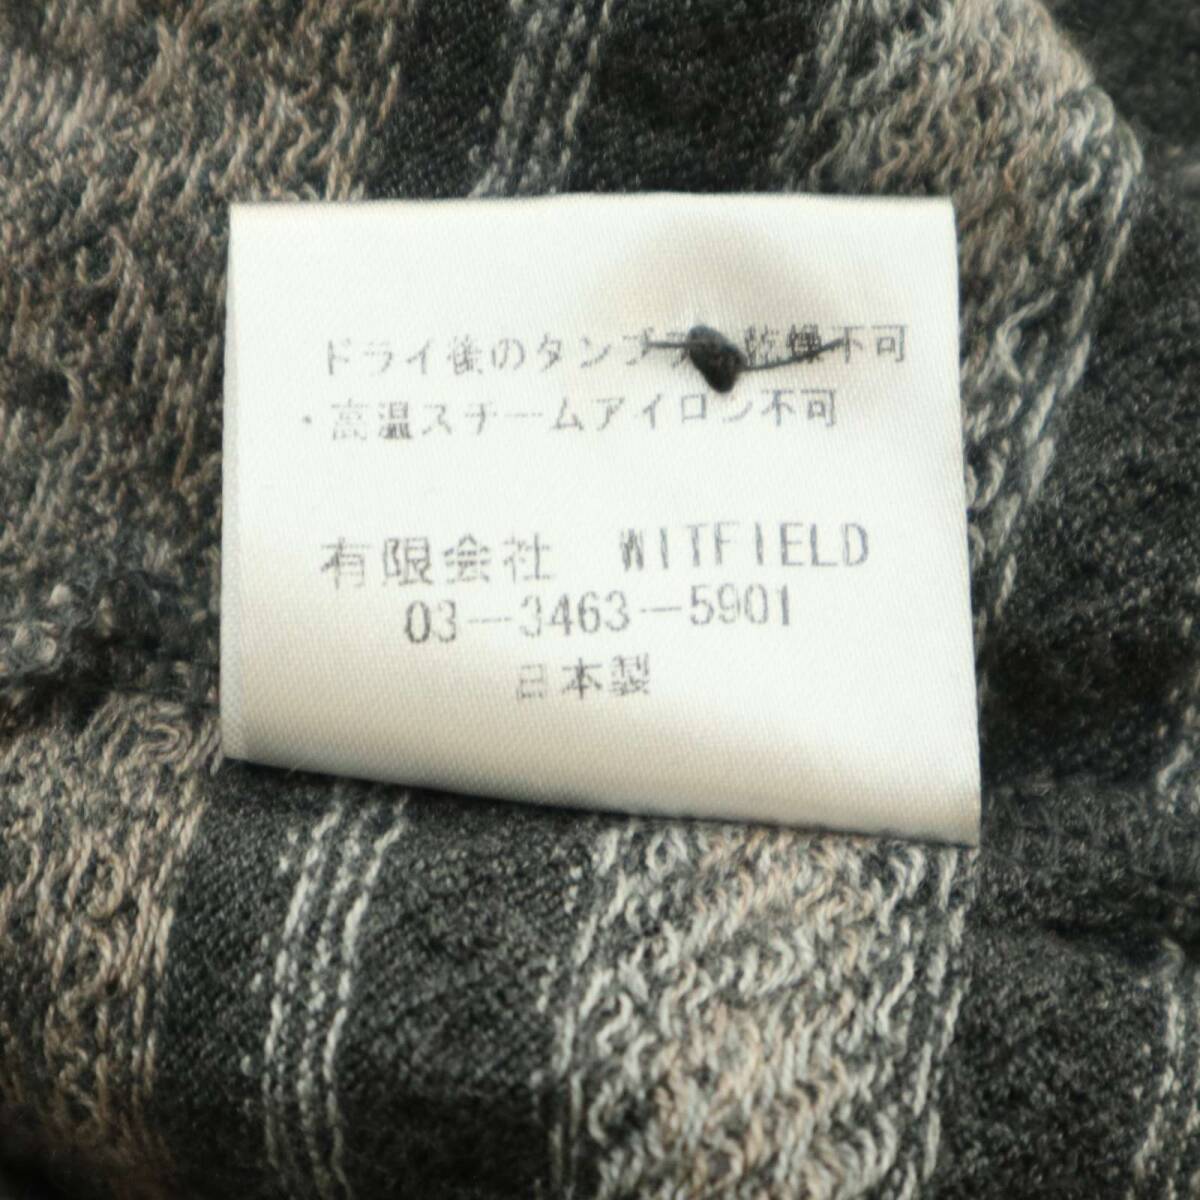 ドライ後のタンブラー乾燥不可
・高温スチームアイロン不可
有限会社 WITFIELD
03-3463-5901
日本製